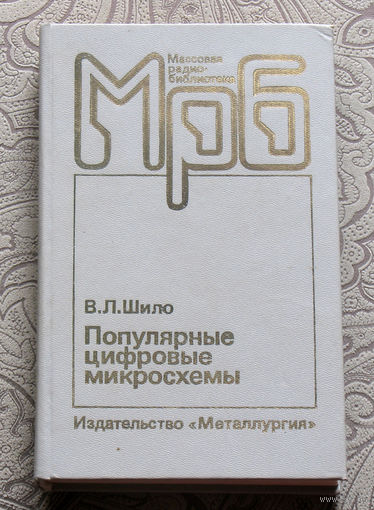 Массовая
радио-
библиотека
Мрб
В.Л.Шило
Популярные
цифровые
микросхемы
Издательство «Металлургия»